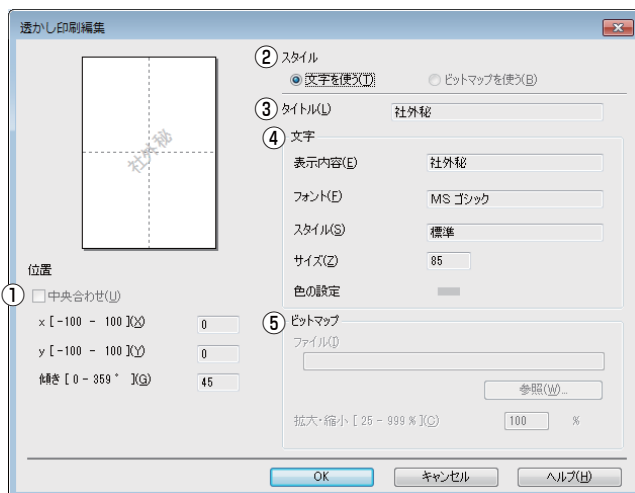 透かし印刷編集
社外秘
位置
① 中央合わせ(U)
x [-100 - 100 ](X) 0
y [-100 - 100 ](Y) 0
傾き [ 0 - 359 ° ](G) 45
② スタイル
文字を使う(T) ビットマップを使う(B)
③ タイトル(L) 社外秘
④ 文字
表示内容(E) 社外秘
フォント(F) MS ゴシック
スタイル(S) 標準
サイズ(Z) 85
色の設定
⑤ ビットマップ
ファイル(I)
参照(W)...
拡大・縮小 [ 25 - 999 % ](C) 100 %
OK キャンセル ヘルプ(H)